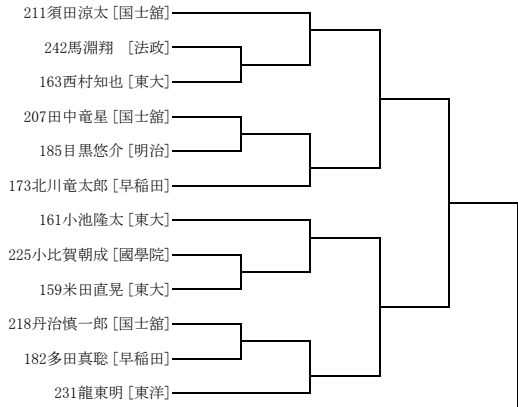 211須田涼太 [国士舘]
242馬淵翔　[法政]
163西村知也 [東大]
207田中竜星 [国士舘]
185目黒悠介 [明治]
173北川竜太郎 [早稲田]
161小池隆太 [東大]
225小比賀朝成 [國學院]
159米田直晃 [東大]
218丹治慎一郎 [国士舘]
182多田真聡 [早稲田]
231龍東明 [東洋]